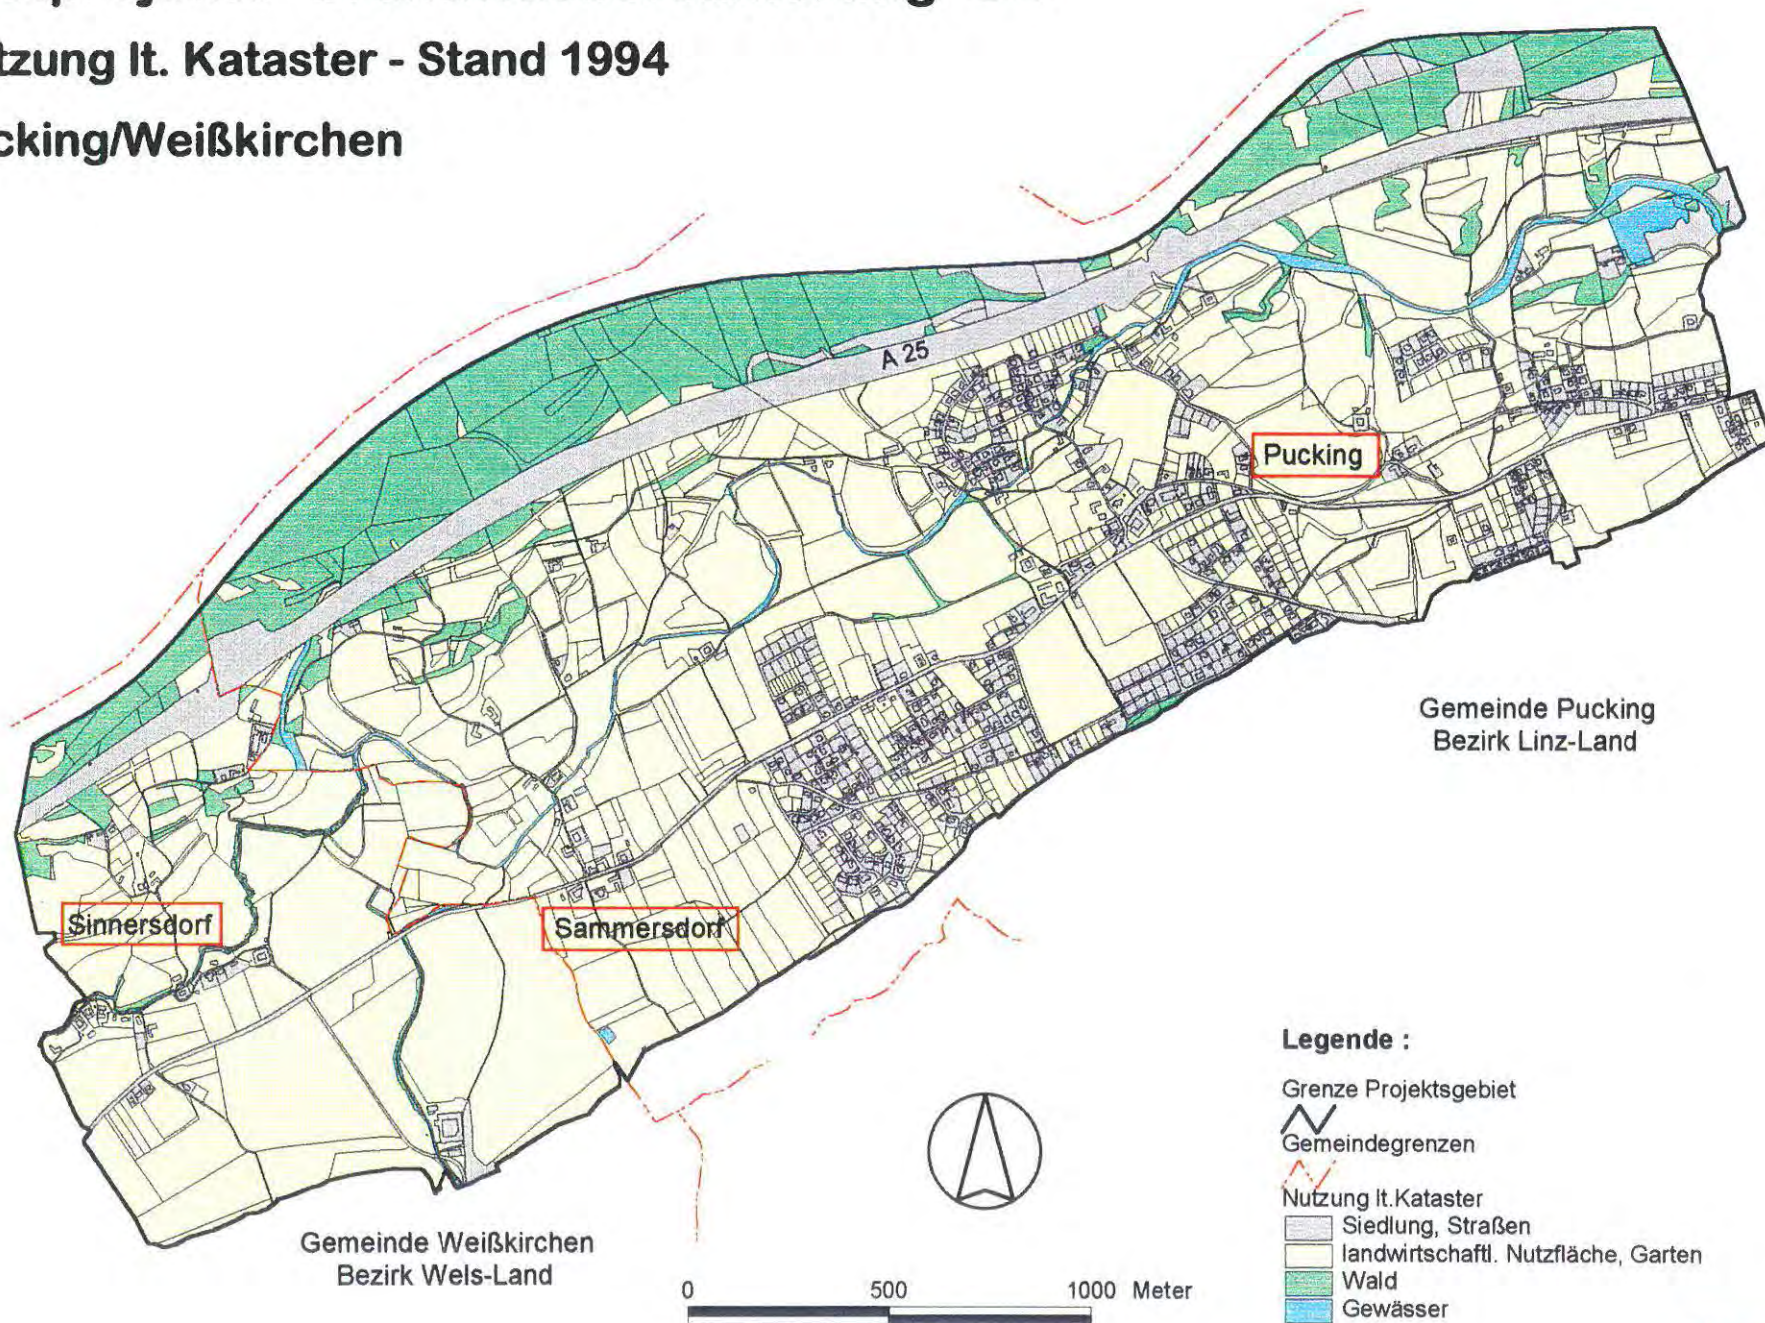 tzung lt. Kataster - Stand 1994
cking/Weißkirchen
A 25
Pucking
Gemeinde Pucking
Bezirk Linz-Land
Sinnersdorf
Sammersdorf
Gemeinde Weißkirchen
Bezirk Wels-Land
0 500 1000 Meter
Legende :
Grenze Projektsgebiet
Gemeindegrenzen
Nutzung lt.Kataster
Siedlung, Straßen
landwirtschaftl. Nutzfläche, Garten
Wald
Gewässer